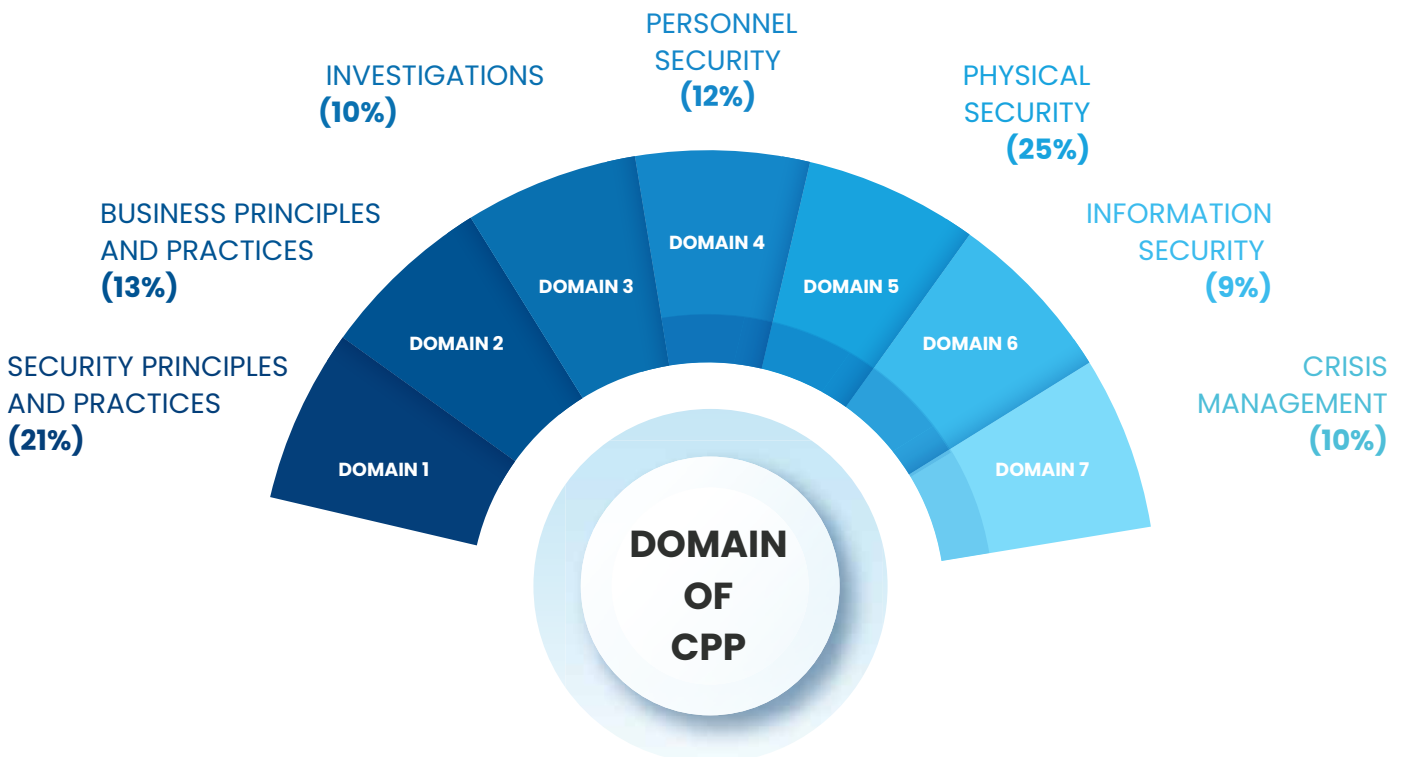 PERSONNEL
SECURITY
(12%)
INVESTIGATIONS
(10%)
PHYSICAL
SECURITY
(25%)
BUSINESS PRINCIPLES
AND PRACTICES
(13%)
INFORMATION
SECURITY
(9%)
SECURITY PRINCIPLES
AND PRACTICES
(21%)
CRISIS
MANAGEMENT
(10%)
DOMAIN 1
DOMAIN 2
DOMAIN 3
DOMAIN 4
DOMAIN 5
DOMAIN 6
DOMAIN 7
DOMAIN
OF
CPP